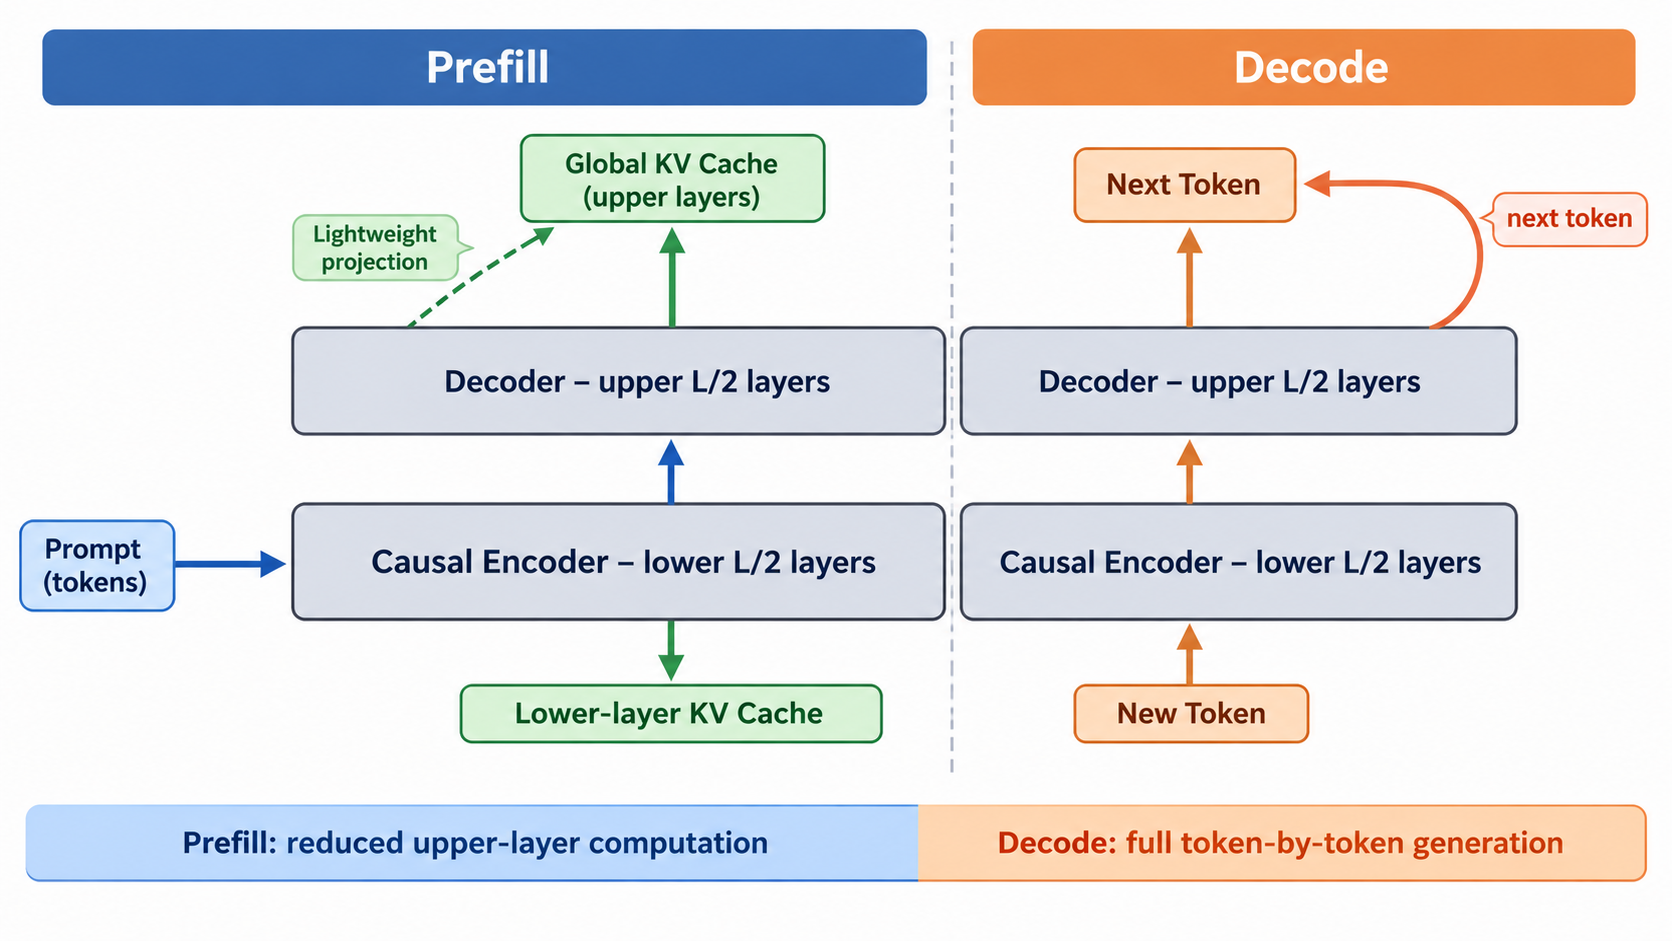 Prefill
Decode
Global KV Cache
(upper layers)
Lightweight
projection
Next Token
next token
Decoder – upper L/2 layers
Decoder – upper L/2 layers
Prompt
(tokens)
Causal Encoder – lower L/2 layers
Causal Encoder – lower L/2 layers
Lower-layer KV Cache
New Token
Prefill: reduced upper-layer computation
Decode: full token-by-token generation